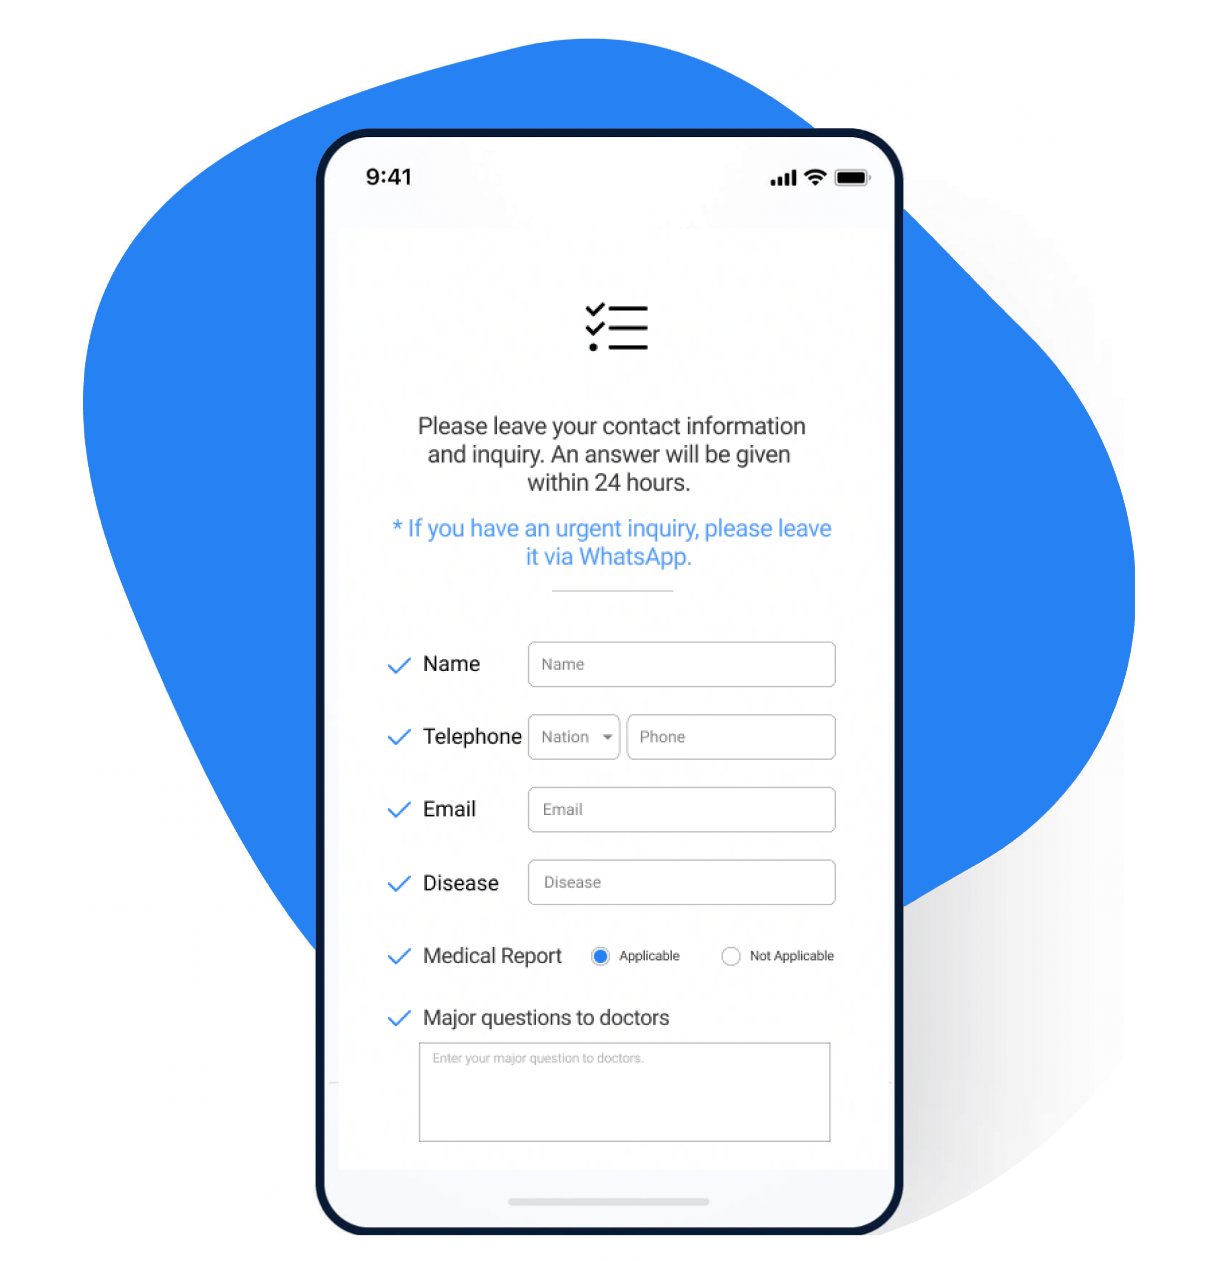 9:41
Please leave your contact information
and inquiry. An answer will be given
within 24 hours.
* If you have an urgent inquiry, please leave
it via WhatsApp.
Name Name
Telephone Nation Phone
Email Email
Disease Disease
Medical Report Applicable Not Applicable
Major questions to doctors
Enter your major question to doctors.